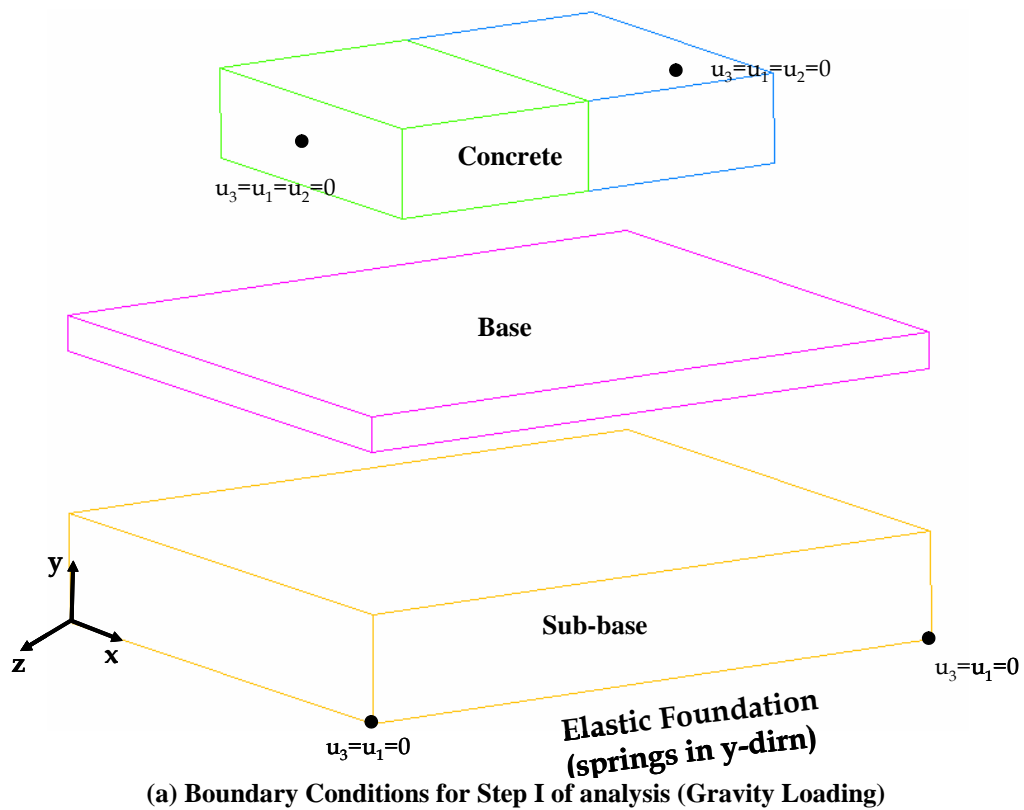 u₃=u₁=u₂=0
Concrete
u₃=u₁=u₂=0
Base
y
z
x
Sub-base
u₃=u₁=0
u₃=u₁=0
Elastic Foundation
(springs in y-dirn)
(a) Boundary Conditions for Step I of analysis (Gravity Loading)